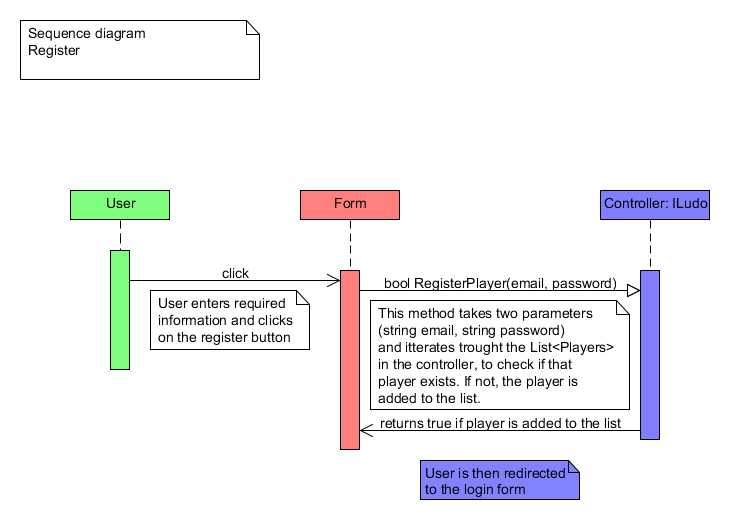 Sequence diagram
Register
User
Form
Controller: ILudo
click
bool RegisterPlayer(email, password)
User enters required
information and clicks
on the register button
This method takes two parameters
(string email, string password)
and itterates trought the List<Players>
in the controller, to check if that
player exists. If not, the player is
added to the list.
returns true if player is added to the list
User is then redirected
to the login form